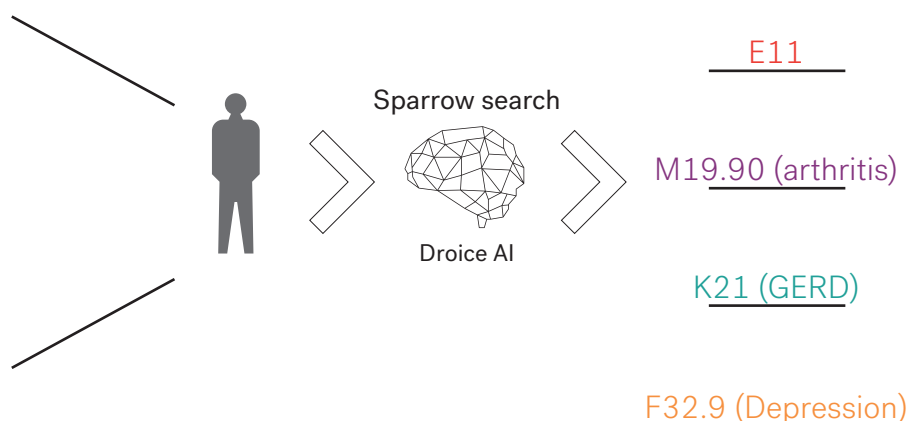 Sparrow search
Droice AI
E11
M19.90 (arthritis)
K21 (GERD)
F32.9 (Depression)